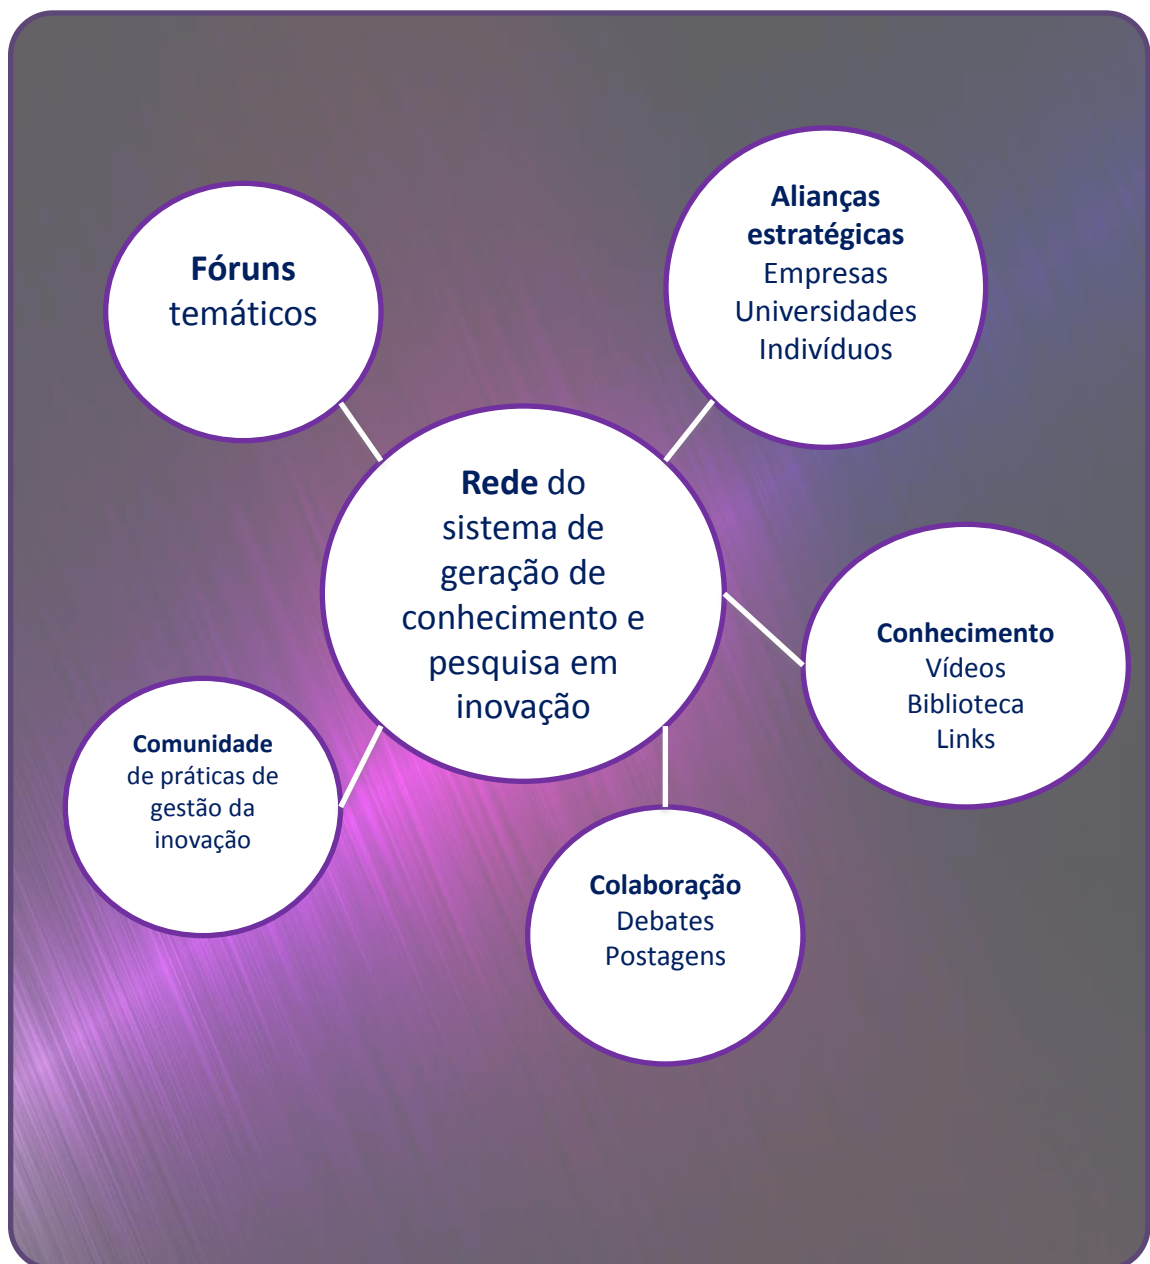 Fóruns
temáticos
Alianças
estratégicas
Empresas
Universidades
Indivíduos
Rede do
sistema de
geração de
conhecimento e
pesquisa em
inovação
Conhecimento
Vídeos
Biblioteca
Links
Comunidade
de práticas de
gestão da
inovação
Colaboração
Debates
Postagens